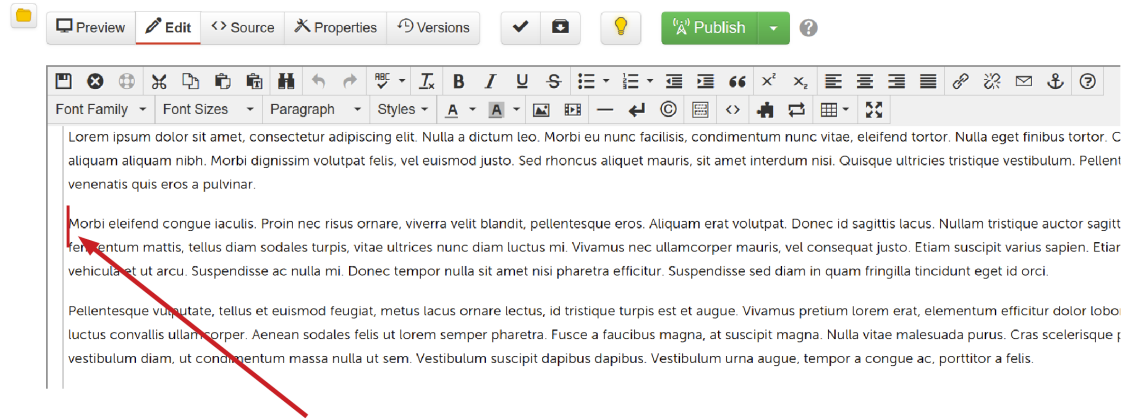 Preview Edit Source Properties Versions Publish
ABC
Font Family Font Sizes Paragraph Styles A A
Lorem ipsum dolor sit amet, consectetur adipiscing elit. Nulla a dictum leo. Morbi eu nunc facilisis, condimentum nunc vitae, eleifend tortor. Nulla eget finibus tortor. C
aliquam aliquam nibh. Morbi dignissim volutpat felis, vel euismod justo. Sed rhoncus aliquet mauris, sit amet interdum nisi. Quisque ultricies tristique vestibulum. Pellent
venenatis quis eros a pulvinar.
Morbi eleifend congue iaculis. Proin nec risus ornare, viverra velit blandit, pellentesque eros. Aliquam erat volutpat. Donec id sagittis lacus. Nullam tristique auctor sagitt
fermentum mattis, tellus diam sodales turpis, vitae ultrices nunc diam luctus mi. Vivamus nec ullamcorper mauris, vel consequat justo. Etiam suscipit varius sapien. Etiar
vehicula et ut arcu. Suspendisse ac nulla mi. Donec tempor nulla sit amet nisi pharetra efficitur. Suspendisse sed diam in quam fringilla tincidunt eget id orci.
Pellentesque vulputate, tellus et euismod feugiat, metus lacus ornare lectus, id tristique turpis est et augue. Vivamus pretium lorem erat, elementum efficitur dolor lobor
luctus convallis ullamcorper. Aenean sodales felis ut lorem semper pharetra. Fusce a faucibus magna, at suscipit magna. Nulla vitae malesuada purus. Cras scelerisque p
vestibulum diam, ut condimentum massa nulla ut sem. Vestibulum suscipit dapibus dapibus. Vestibulum urna augue, tempor a congue ac, porttitor a felis.